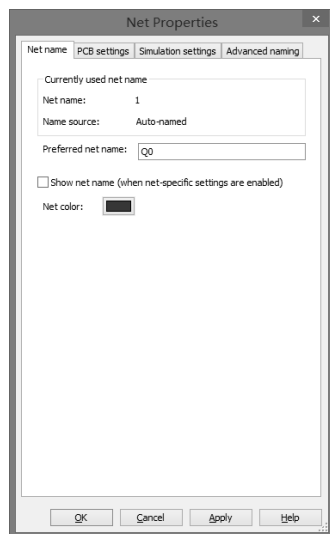 Net Properties
×
Net name
PCB settings
Simulation settings
Advanced naming
Currently used net name
Net name: 1
Name source: Auto-named
Preferred net name: Q0
Show net name (when net-specific settings are enabled)
Net color:
OK
Cancel
Apply
Help